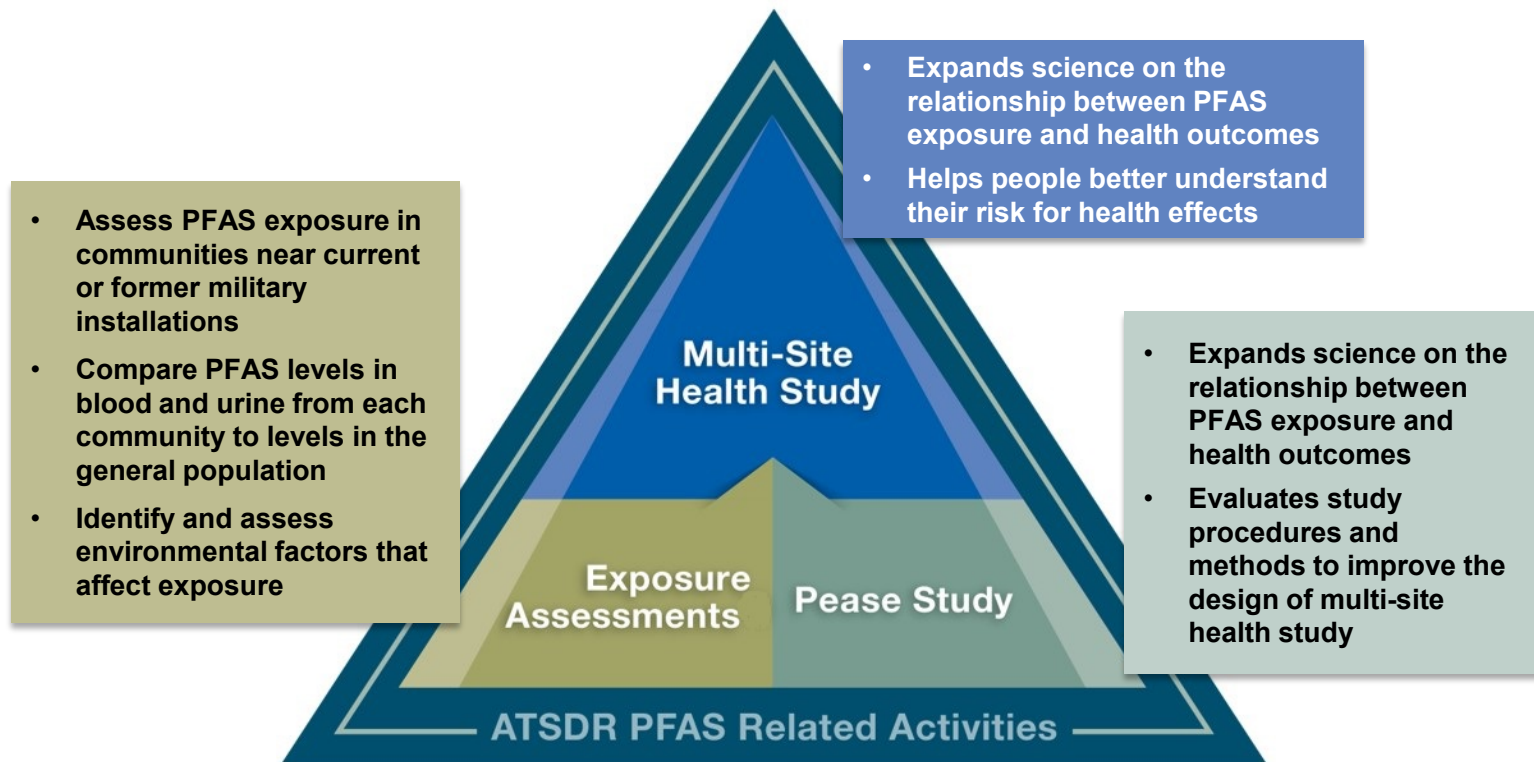 • Expands science on the
relationship between PFAS
exposure and health outcomes
• Helps people better understand
their risk for health effects
• Assess PFAS exposure in
communities near current
or former military
installations
• Compare PFAS levels in
blood and urine from each
community to levels in the
general population
• Identify and assess
environmental factors that
affect exposure
Multi-Site
Health Study
• Expands science on the
relationship between
PFAS exposure and
health outcomes
• Evaluates study
procedures and
methods to improve the
design of multi-site
health study
Exposure
Assessments
Pease Study
ATSDR PFAS Related Activities